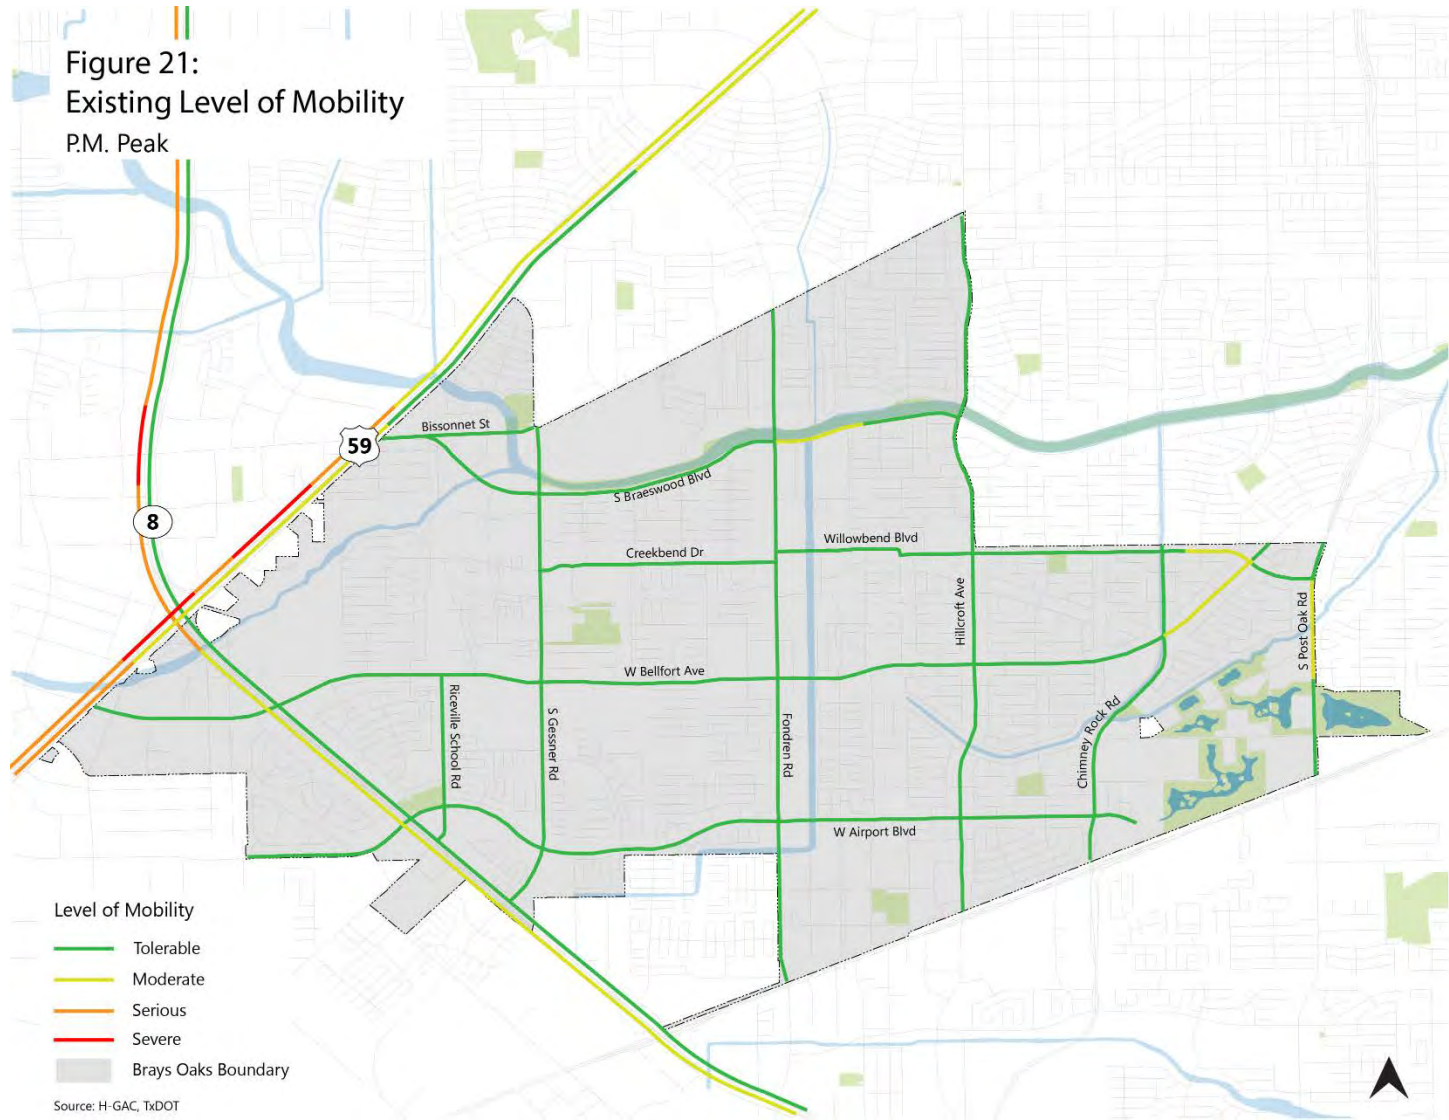 Figure 21:
Existing Level of Mobility
P.M. Peak
59
Bissonnet St
S Braeswood Blvd
8
Creekbend Dr
Willowbend Blvd
Hillcroft Ave
S Post Oak Rd
W Bellfort Ave
Riceville School Rd
S Gessner Rd
Fondren Rd
Chimney Rock Rd
W Airport Blvd
Level of Mobility
Tolerable
Moderate
Serious
Severe
Brays Oaks Boundary
Source: H-GAC, TxDOT